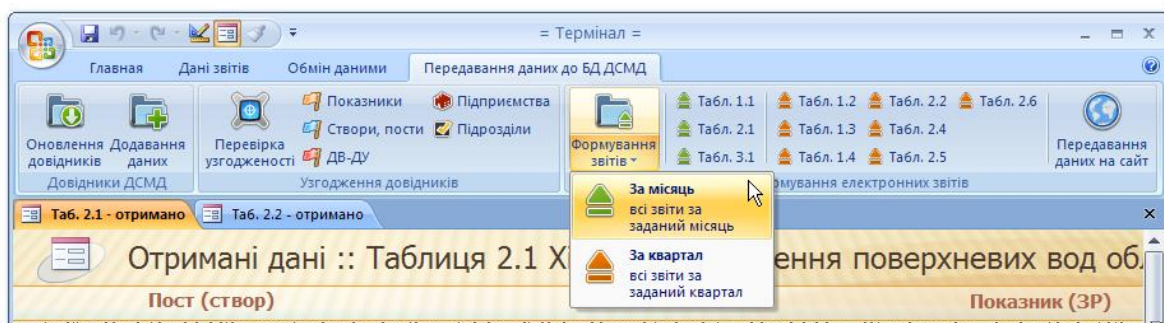 = Термінал =
Главная Дані звітів Обмін даними Передавання даних до БД ДСМД
Показники Підприємства Табл. 1.1 Табл. 1.2 Табл. 2.2 Табл. 2.6
Створи, пости Підрозділи Табл. 2.1 Табл. 1.3 Табл. 2.4
Оновлення довідників
Додавання даних
Перевірка узгодженості
ДВ-ДУ
Формування звітів
Табл. 3.1 Табл. 1.4 Табл. 2.5
Передавання даних на сайт
Довідники ДСМД Узгодження довідників рмування електронних звітів
За місяць
всі звіти за
заданий місяць
Таб. 2.1 - отримано Таб. 2.2 - отримано
За квартал
всі звіти за
заданий квартал
Отримані дані :: Таблиця 2.1 Хі ення поверхневих вод об
Пост (створ) Показник (ЗР)